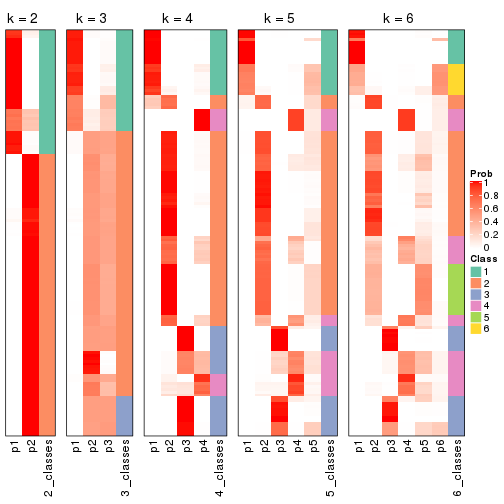 k = 2
k = 3
k = 4
k = 5
k = 6
p1
p2
2_classes
p1
p2
p3
3_classes
p1
p2
p3
p4
4_classes
p1
p2
p3
p4
p5
5_classes
p1
p2
p3
p4
p5
p6
6_classes
Prob
1
0.8
0.6
0.4
0.2
0
Class
1
2
3
4
5
6